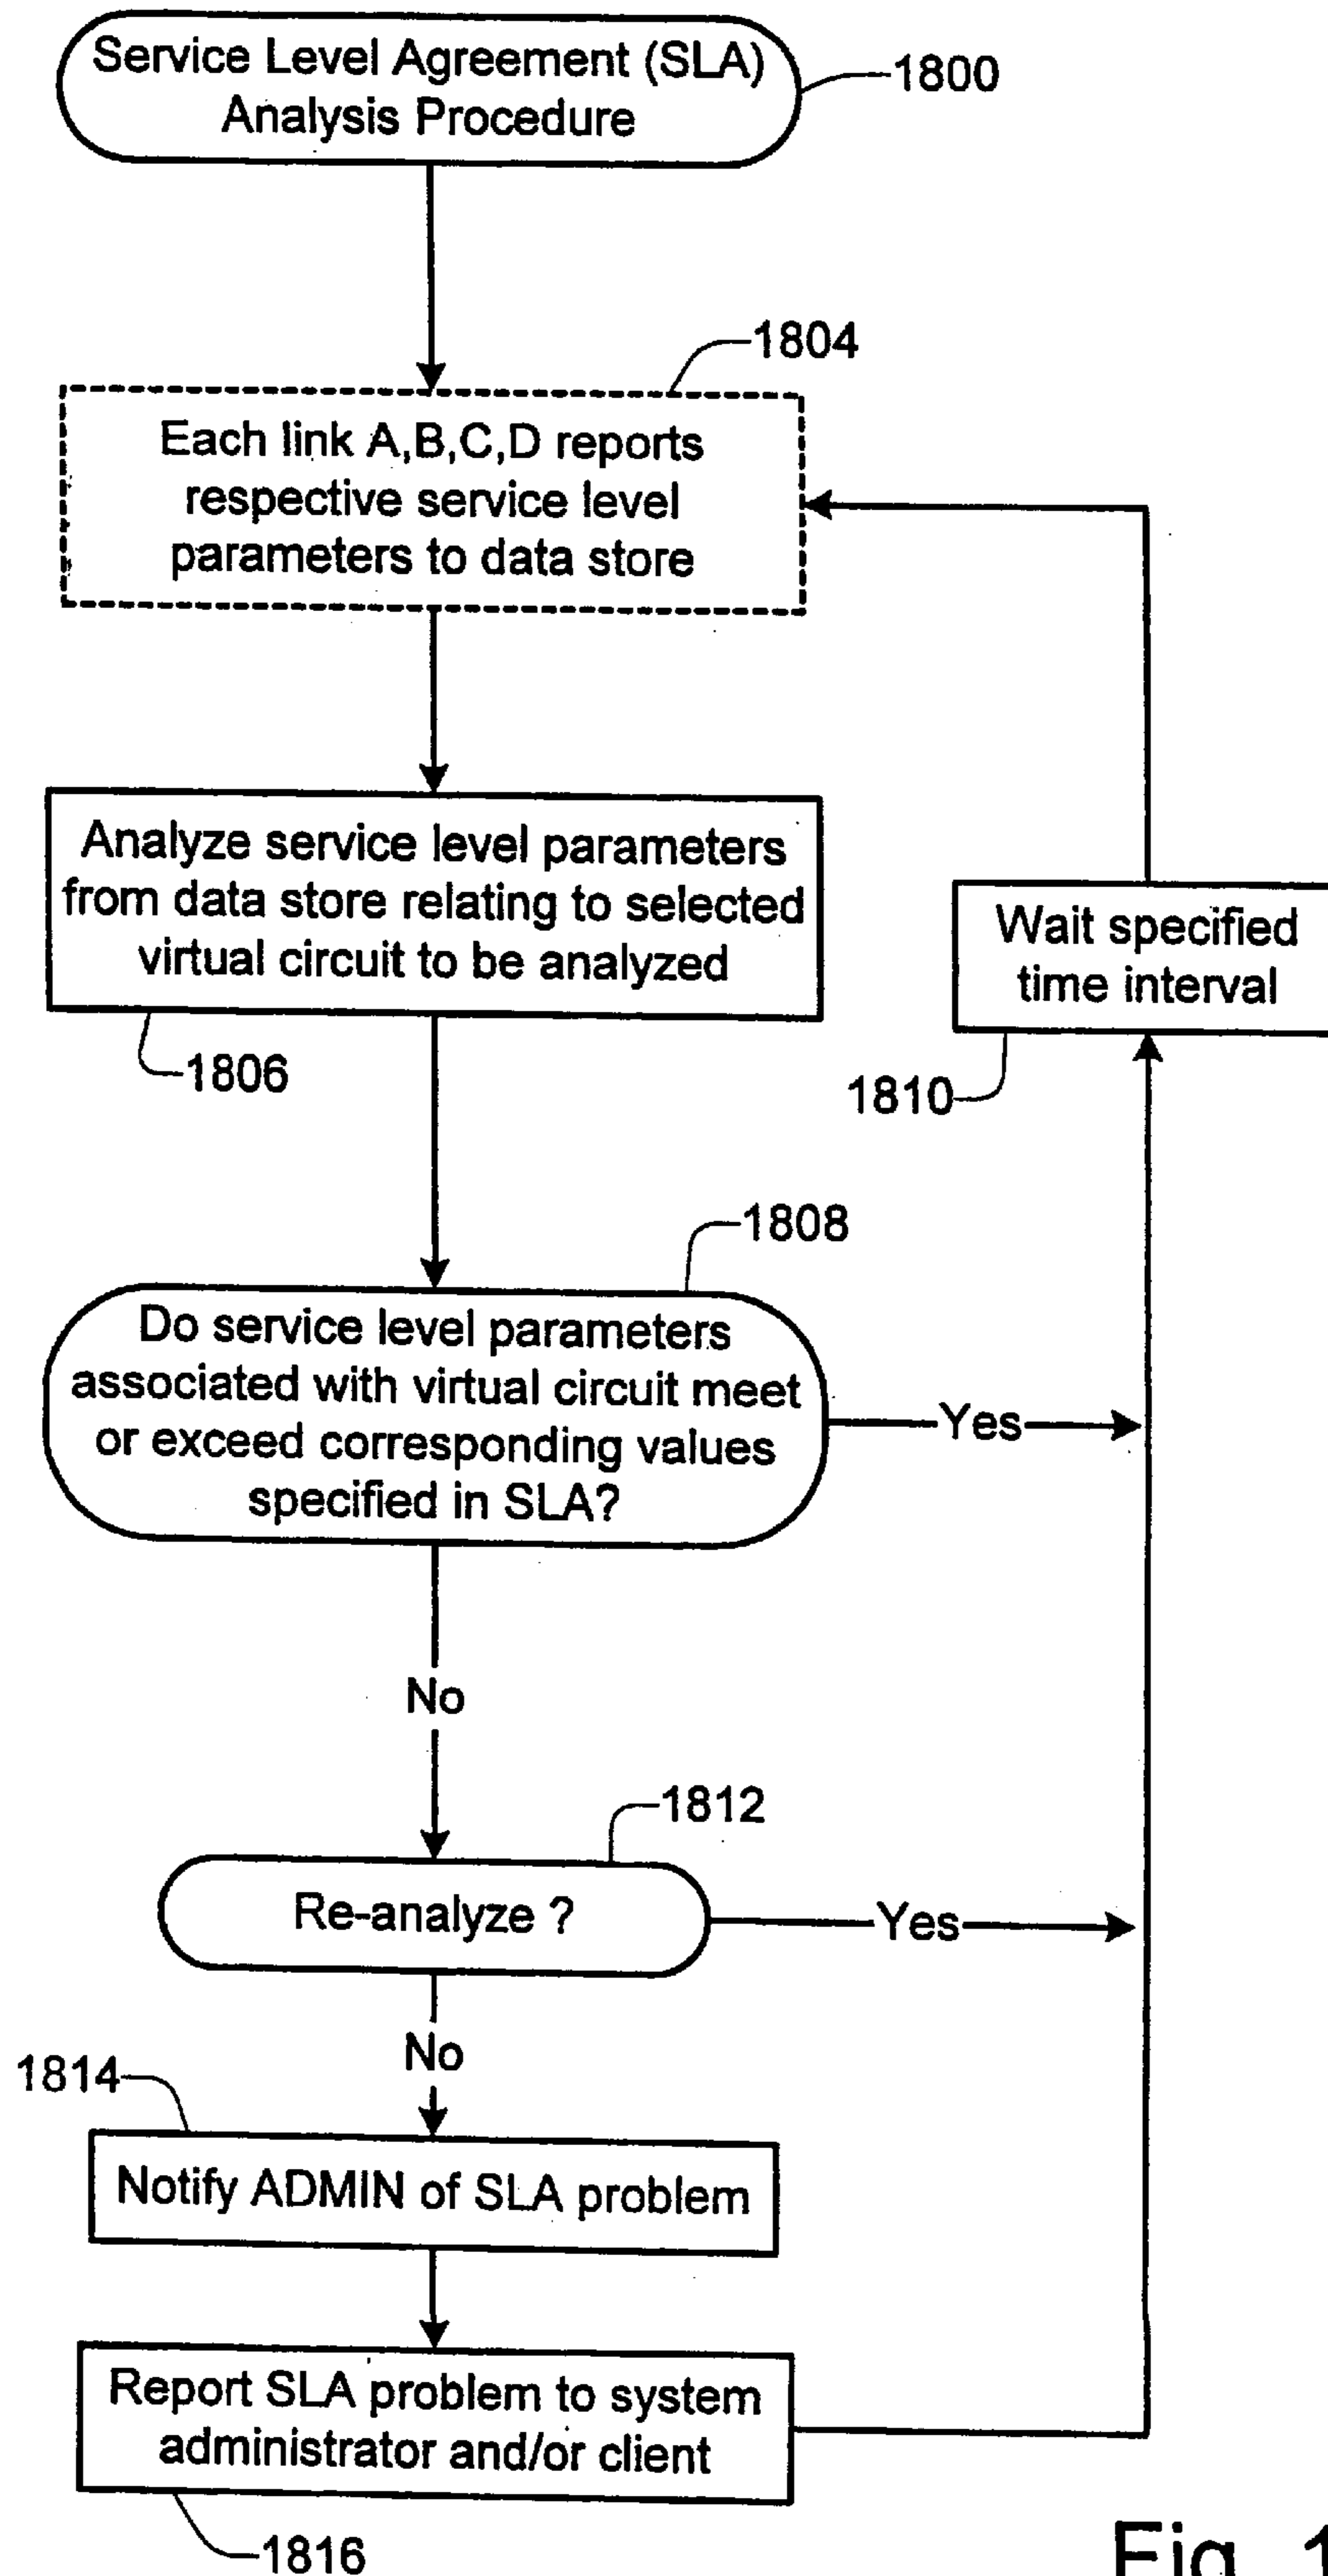 Service Level Agreement (SLA)
Analysis Procedure
1800
1804
Each link A,B,C,D reports
respective service level
parameters to data store
Analyze service level parameters
from data store relating to selected
virtual circuit to be analyzed
1806
Wait specified
time interval
1810
1808
Do service level parameters
associated with virtual circuit meet
or exceed corresponding values
specified in SLA?
Yes
No
1812
Re-analyze ?
Yes
No
1814
Notify ADMIN of SLA problem
Report SLA problem to system
administrator and/or client
1816
Fig. 1